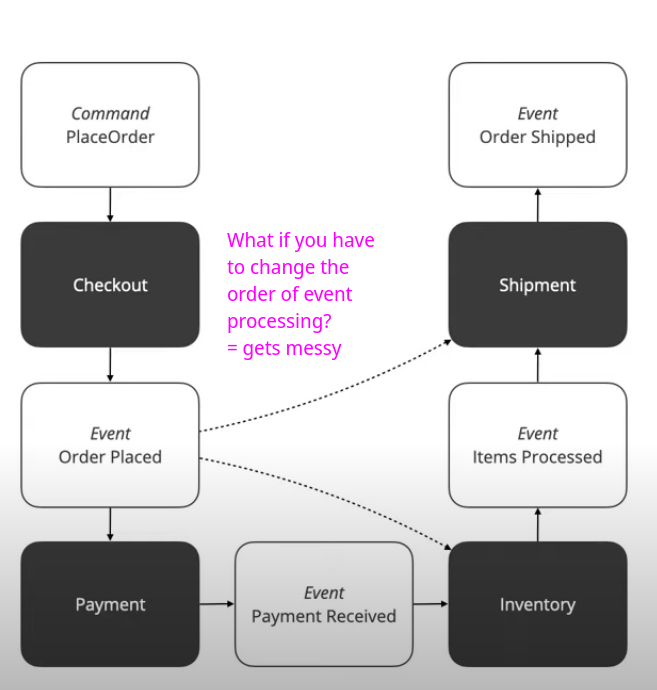 Command
PlaceOrder
Event
Order Shipped
Checkout
What if you have
to change the
order of event
processing?
= gets messy
Shipment
Event
Order Placed
Event
Items Processed
Payment
Event
Payment Received
Inventory